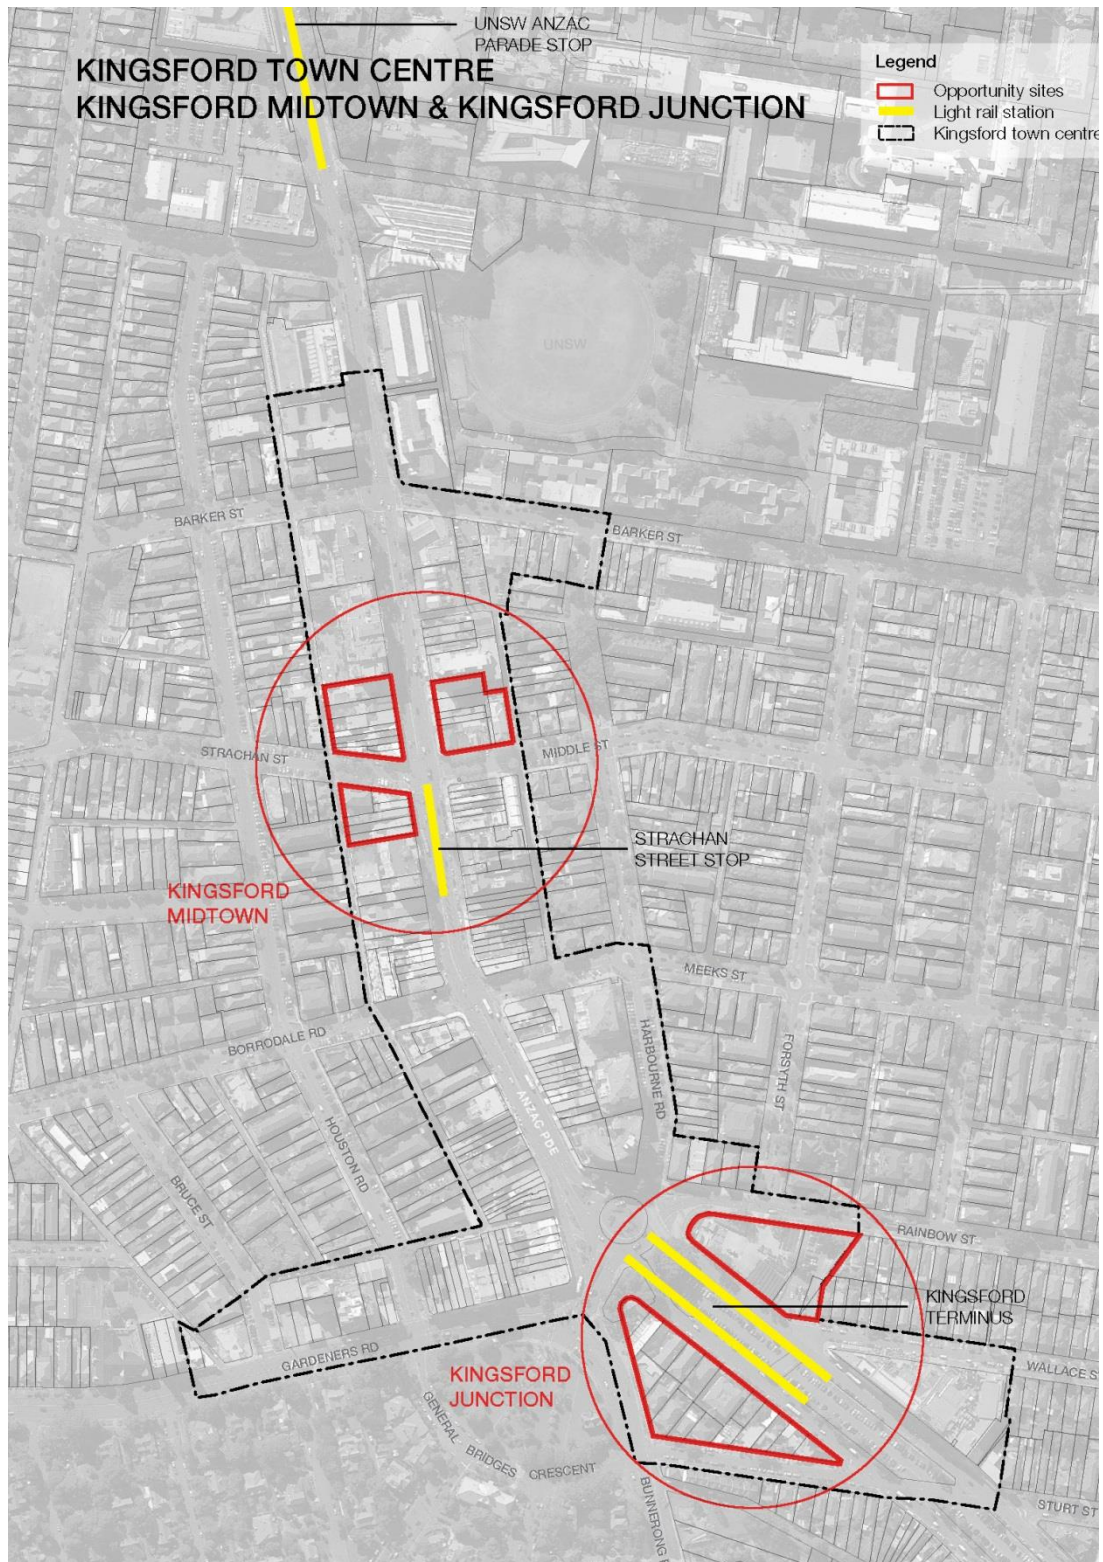 UNSW ANZAC
PARADE STOP
KINGSFORD TOWN CENTRE
KINGSFORD MIDTOWN & KINGSFORD JUNCTION
Legend
Opportunity sites
Light rail station
Kingsford town centre
UNSW
BARKER ST
BARKER ST
STRACHAN ST
MIDDLE ST
STRACHAN
STREET STOP
KINGSFORD
MIDTOWN
MEEKS ST
BORRODALE RD
HARBOURNE RD
FORSYTH ST
ANZAC PDE
HOUSTON RD
BRUCE ST
RAINBOW ST
KINGSFORD
TERMINUS
GARDENERS RD
WALLACE S
KINGSFORD
JUNCTION
GENERAL BRIDGES CRESCENT
BUNNERONG
STURT ST